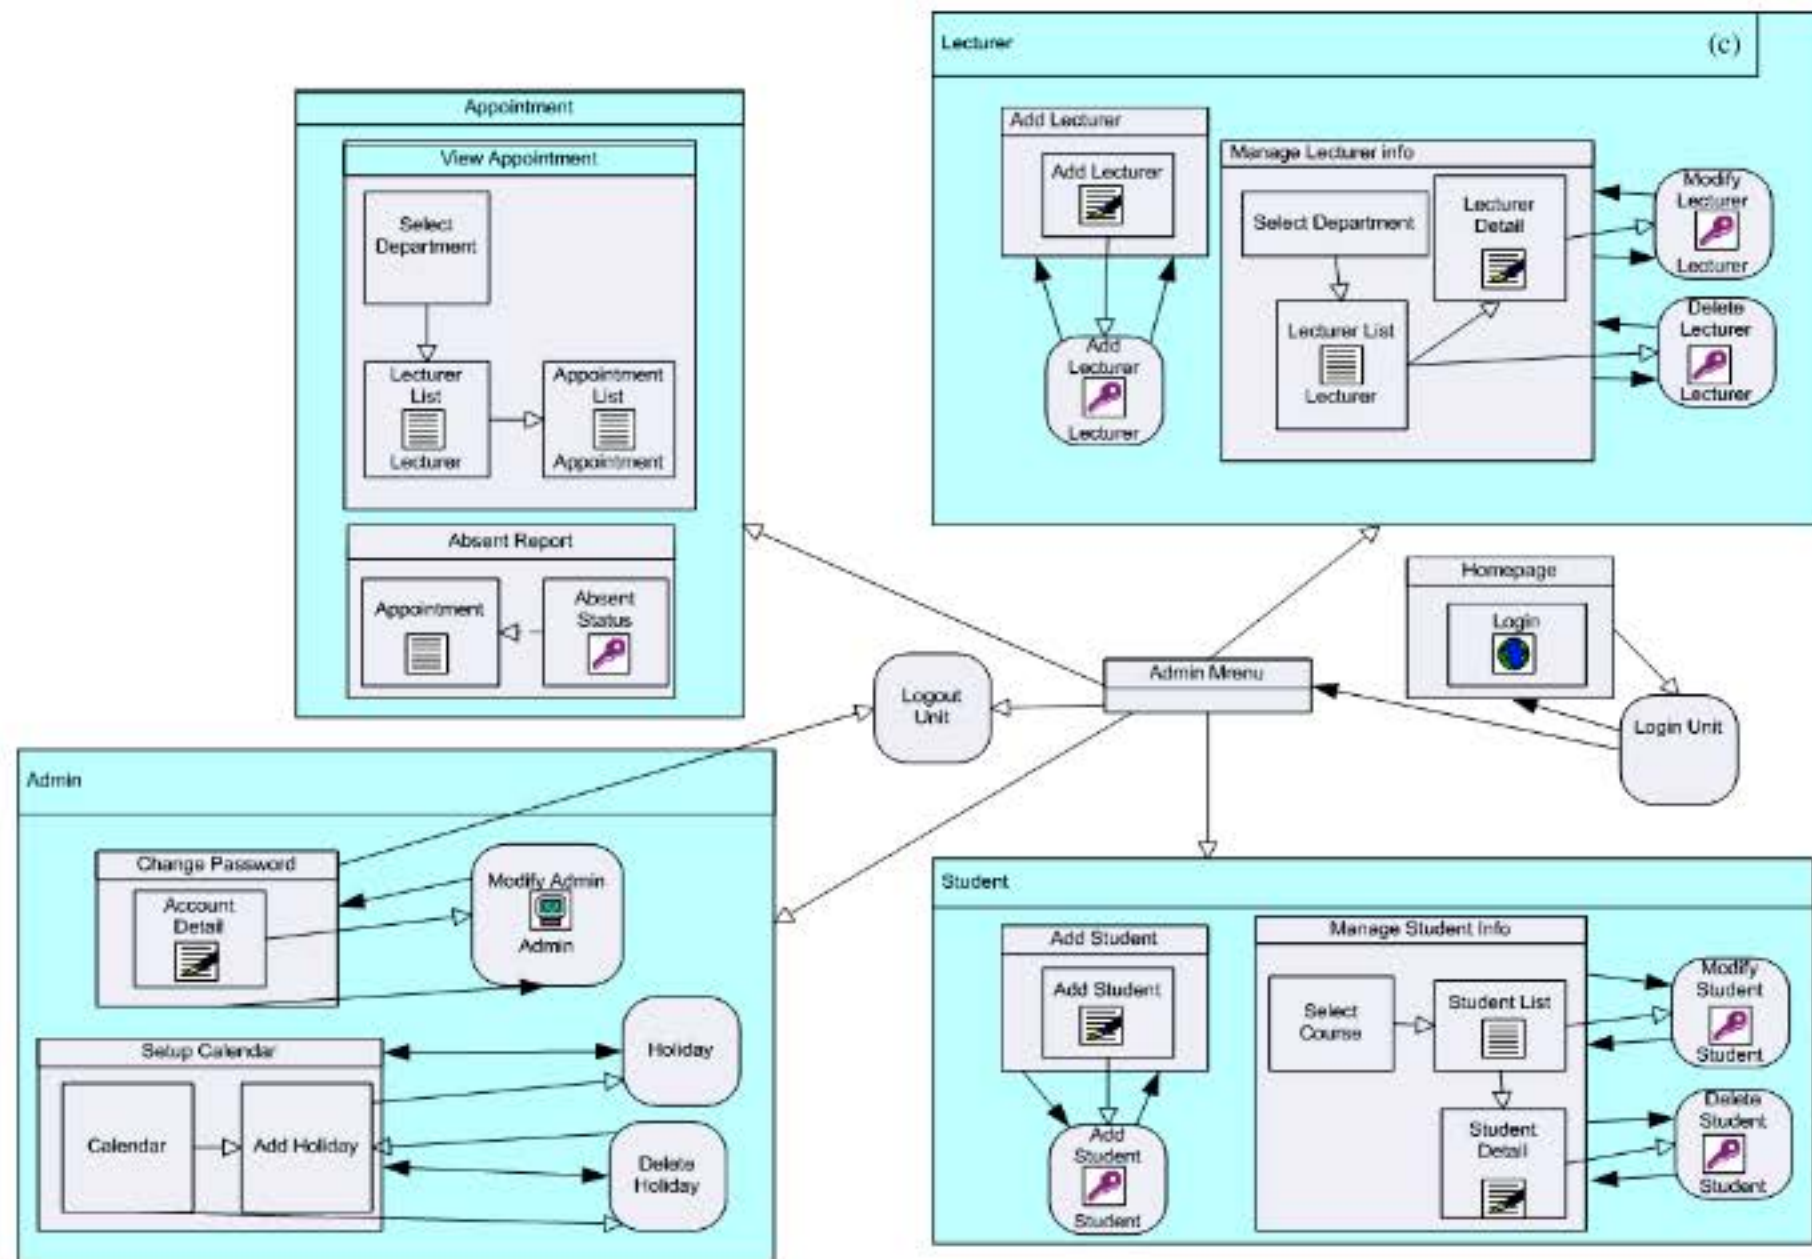 Lecturer
(c)
Add Lecturer
Add Lecturer
Add
Lecturer
Lecturer
Manage Lecturer info
Select Department
Lecturer List
Lecturer
Lecturer
Detail
Modify
Lecturer
Lecturer
Delete
Lecturer
Lecturer
Appointment
View Appointment
Select
Department
Lecturer
List
Lecturer
Appointment
List
Appointment
Absent Report
Appointment
Absent
Status
Homepage
Login
Login Unit
Admin Mrenu
Logout
Unit
Admin
Change Password
Account
Detail
Modify Admin
Admin
Setup Calendar
Calendar
Add Holiday
Holiday
Delete
Holiday
Student
Add Student
Add Student
Add
Student
Student
Manage Student Info
Select
Course
Student List
Student
Detail
Modify
Student
Student
Delete
Student
Student